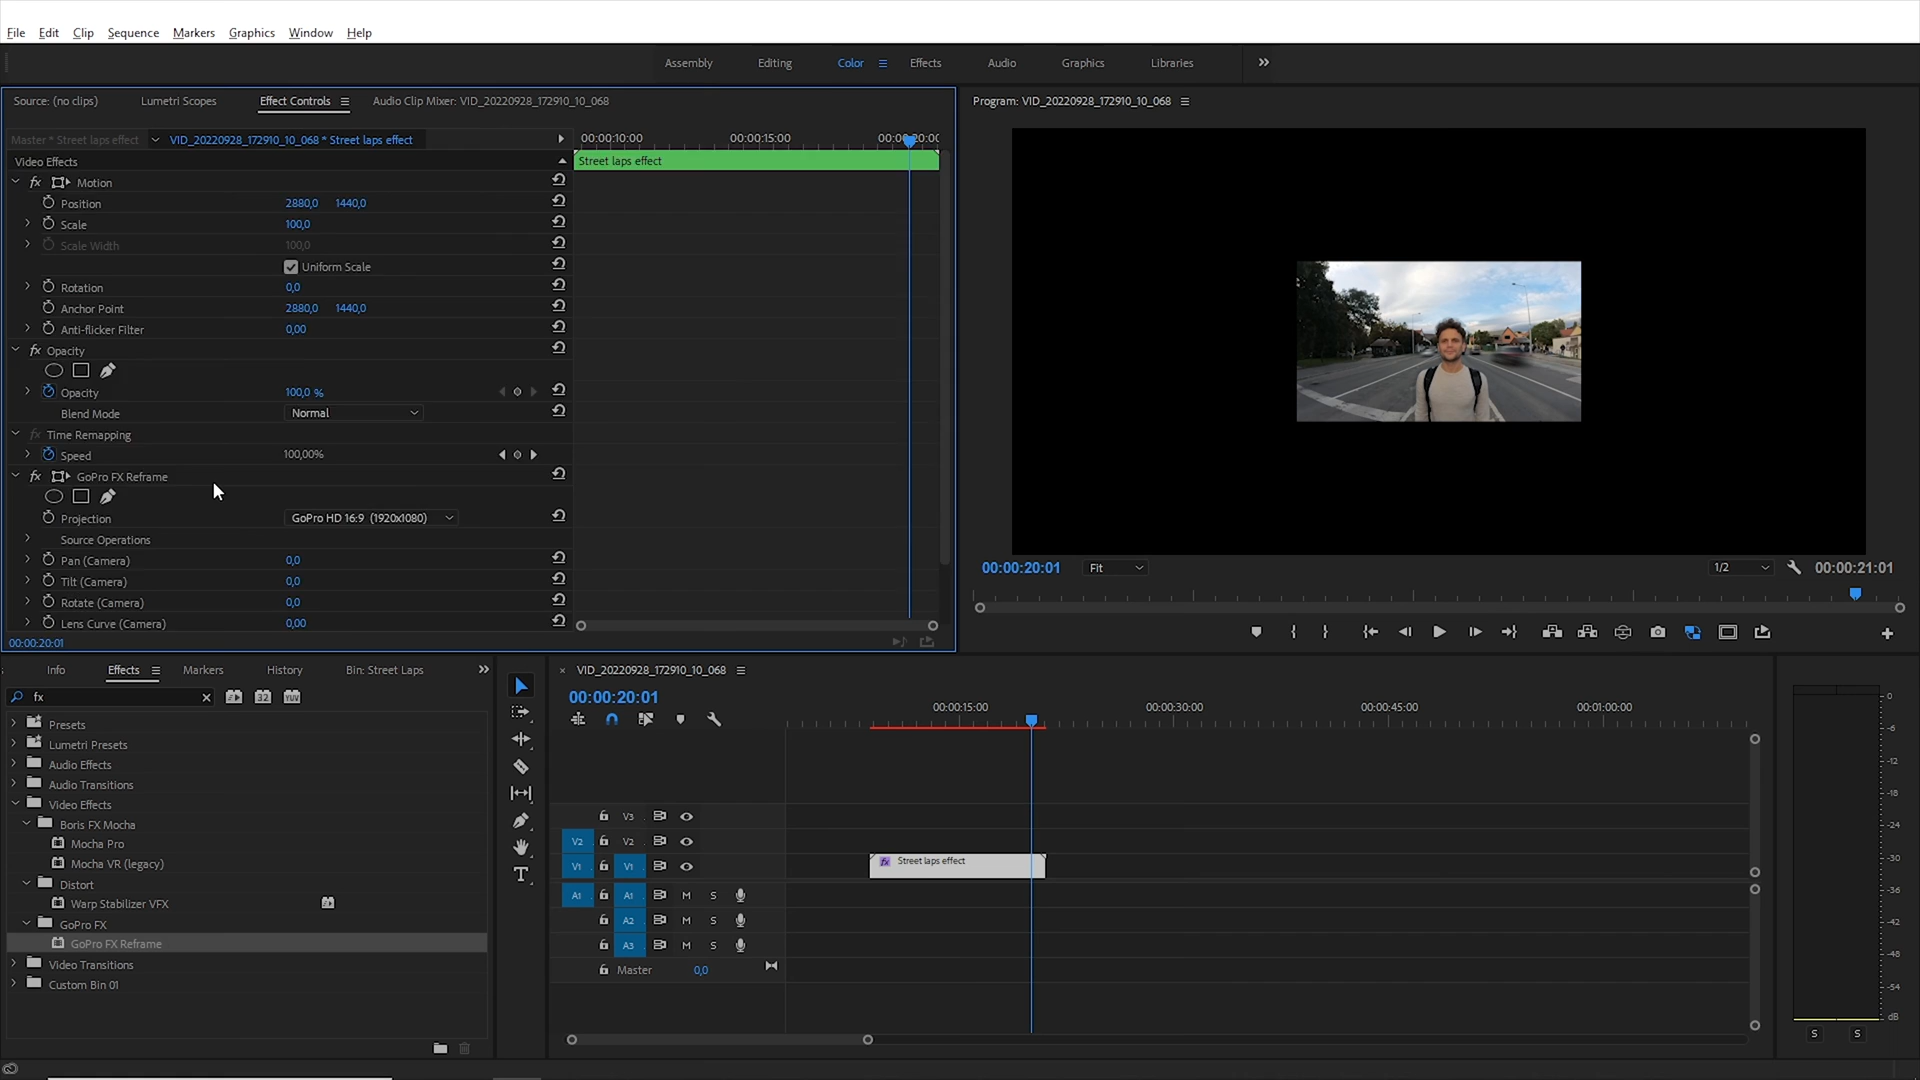 File Edit Clip Sequence Markers Graphics Window Help
Assembly Editing Color Effects Audio Graphics Libraries
Source: (no clips) Lumetri Scopes Effect Controls Audio Clip Mixer: VID_20220928_172910_10_068
Master * Street laps effect VID_20220928_172910_10_068 * Street laps effect
00:00:10:00 00:00:15:00
Video Effects
Street laps effect
fx Motion
Position 2880,0 1440,0
Scale 100,0
Scale Width 100,0
Uniform Scale
Rotation 0,0
Anchor Point 2880,0 1440,0
Anti-flicker Filter 0,00
fx Opacity
Opacity 100,0 %
Blend Mode Normal
fx Time Remapping
Speed 100,00%
fx GoPro FX Reframe
Projection GoPro HD 16:9 (1920x1080)
Source Operations
Pan (Camera) 0,0
Tilt (Camera) 0,0
Rotate (Camera) 0,0
Lens Curve (Camera) 0,00
00:00:20:01
Program: VID_20220928_172910_10_068
00:00:20:01 Fit 1/2 00:00:21:01
Info Effects Markers History Bin: Street Laps
fx 32 YUV
Presets
Lumetri Presets
Audio Effects
Audio Transitions
Video Effects
Boris FX Mocha
Mocha Pro
Mocha VR (legacy)
Distort
Warp Stabilizer VFX
GoPro FX
GoPro FX Reframe
Video Transitions
Custom Bin 01
VID_20220928_172910_10_068
00:00:20:01
00:00:15:00 00:00:30:00 00:00:45:00 00:01:00:00
V3
V2 V2
V1 V1
fx Street laps effect
A1 A1 M S
A2 M S
A3 M S
Master 0,0
0
-6
-12
-18
-24
-30
-36
-42
-48
-54
dB
S S